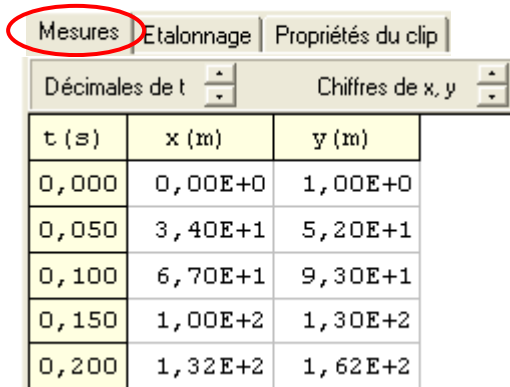 Mesures Etalonnage Propriétés du clip
Décimales de t Chiffres de x, y
t (s) x (m) y (m)
0,000 0,00E+0 1,00E+0
0,050 3,40E+1 5,20E+1
0,100 6,70E+1 9,30E+1
0,150 1,00E+2 1,30E+2
0,200 1,32E+2 1,62E+2